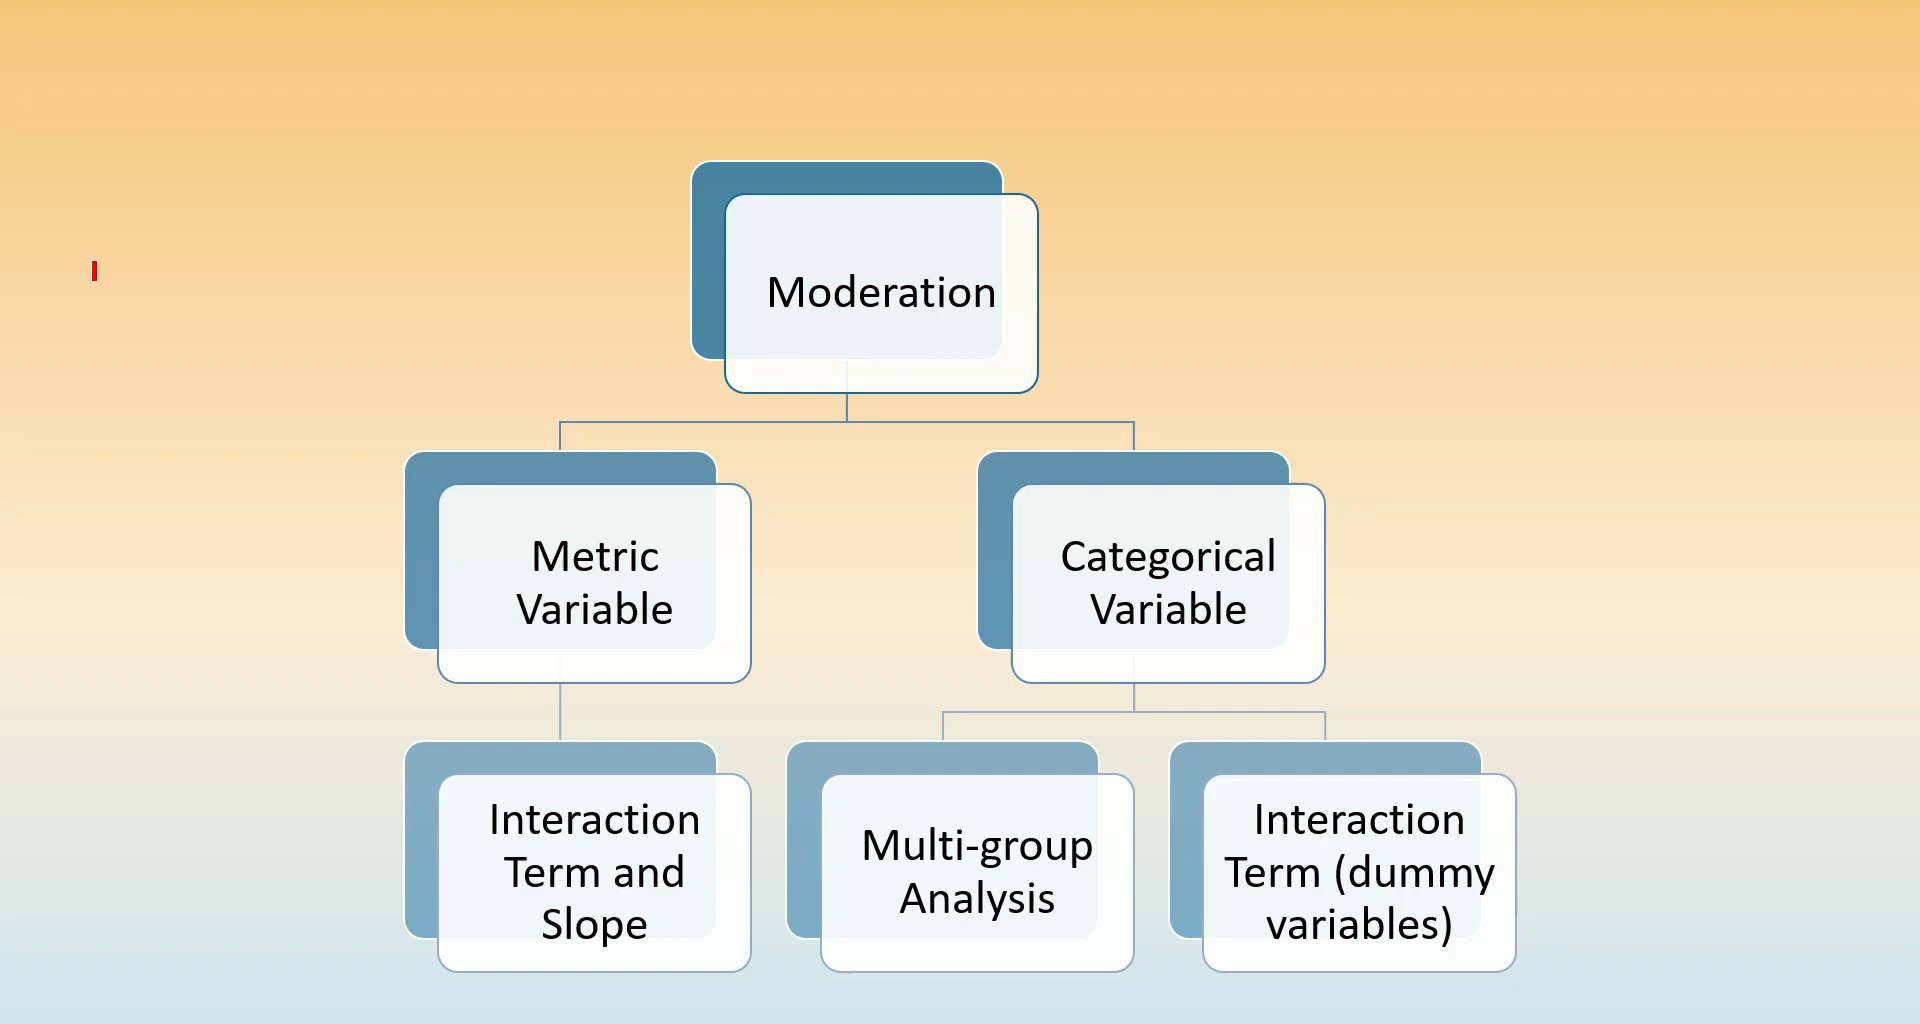 Moderation
Metric
Variable
Categorical
Variable
Interaction
Term and
Slope
Multi-group
Analysis
Interaction
Term (dummy
variables)